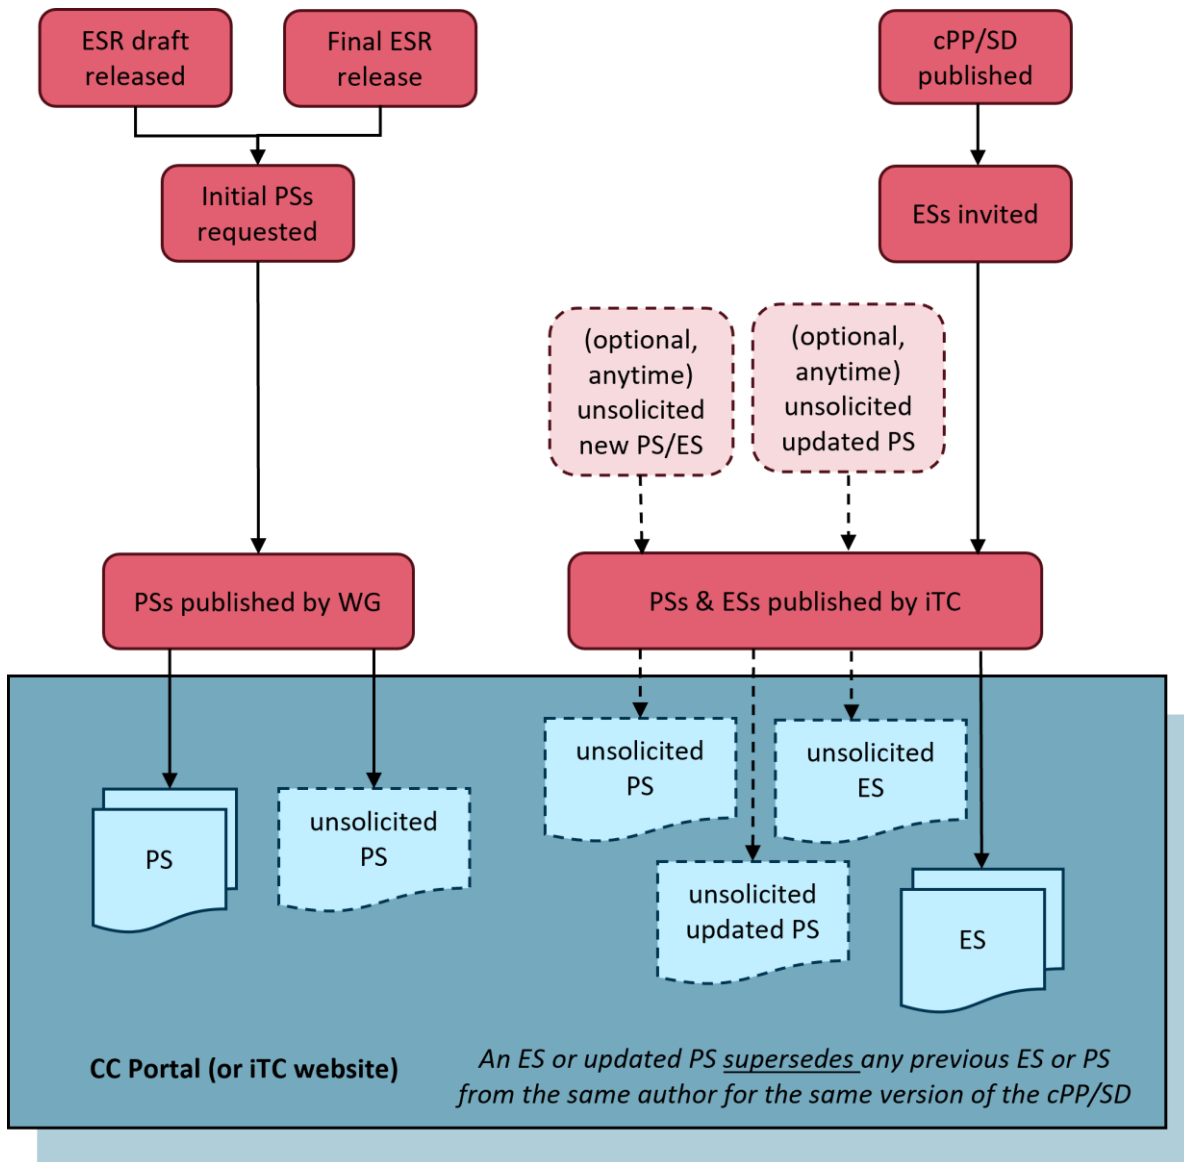 ESR draft
released
Final ESR
release
cPP/SD
published
Initial PSs
requested
ESs invited
(optional,
anytime)
unsolicited
new PS/ES
(optional,
anytime)
unsolicited
updated PS
PSs published by WG
PSs & ESs published by iTC
PS
unsolicited
PS
unsolicited
PS
unsolicited
ES
unsolicited
updated PS
ES
CC Portal (or iTC website)
An ES or updated PS supersedes any previous ES or PS
from the same author for the same version of the cPP/SD